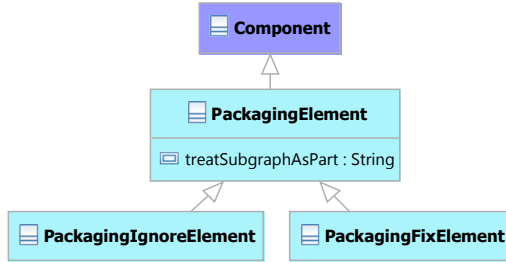 Component
PackagingElement
treatSubgraphAsPart : String
PackagingIgnoreElement
PackagingFixElement